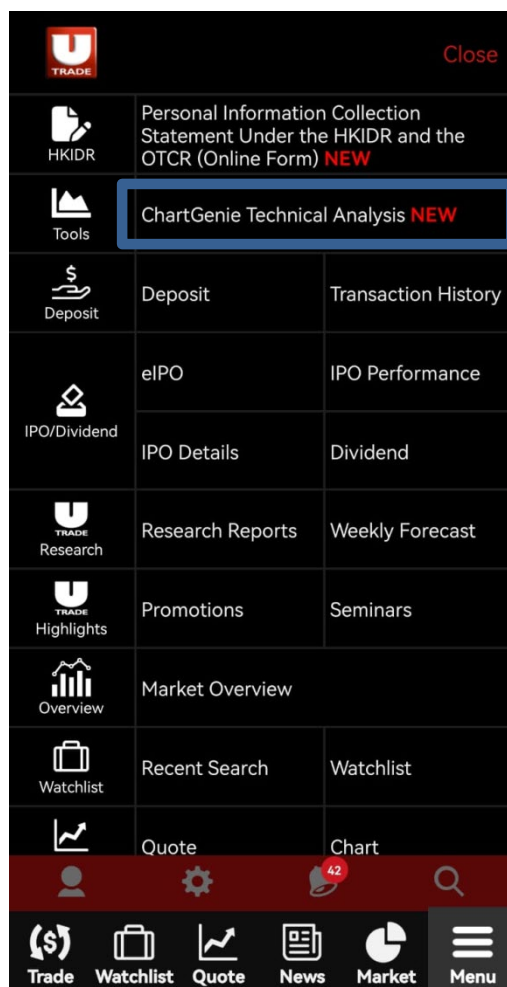 U
TRADE
Close
HKIDR
Personal Information Collection
Statement Under the HKIDR and the
OTCR (Online Form) NEW
Tools
ChartGenie Technical Analysis NEW
Deposit
Deposit
Transaction History
IPO/Dividend
eIPO
IPO Performance
IPO Details
Dividend
U
TRADE
Research
Research Reports
Weekly Forecast
U
TRADE
Highlights
Promotions
Seminars
Overview
Market Overview
Watchlist
Recent Search
Watchlist
Quote
Chart
42
Trade
Watchlist
Quote
News
Market
Menu